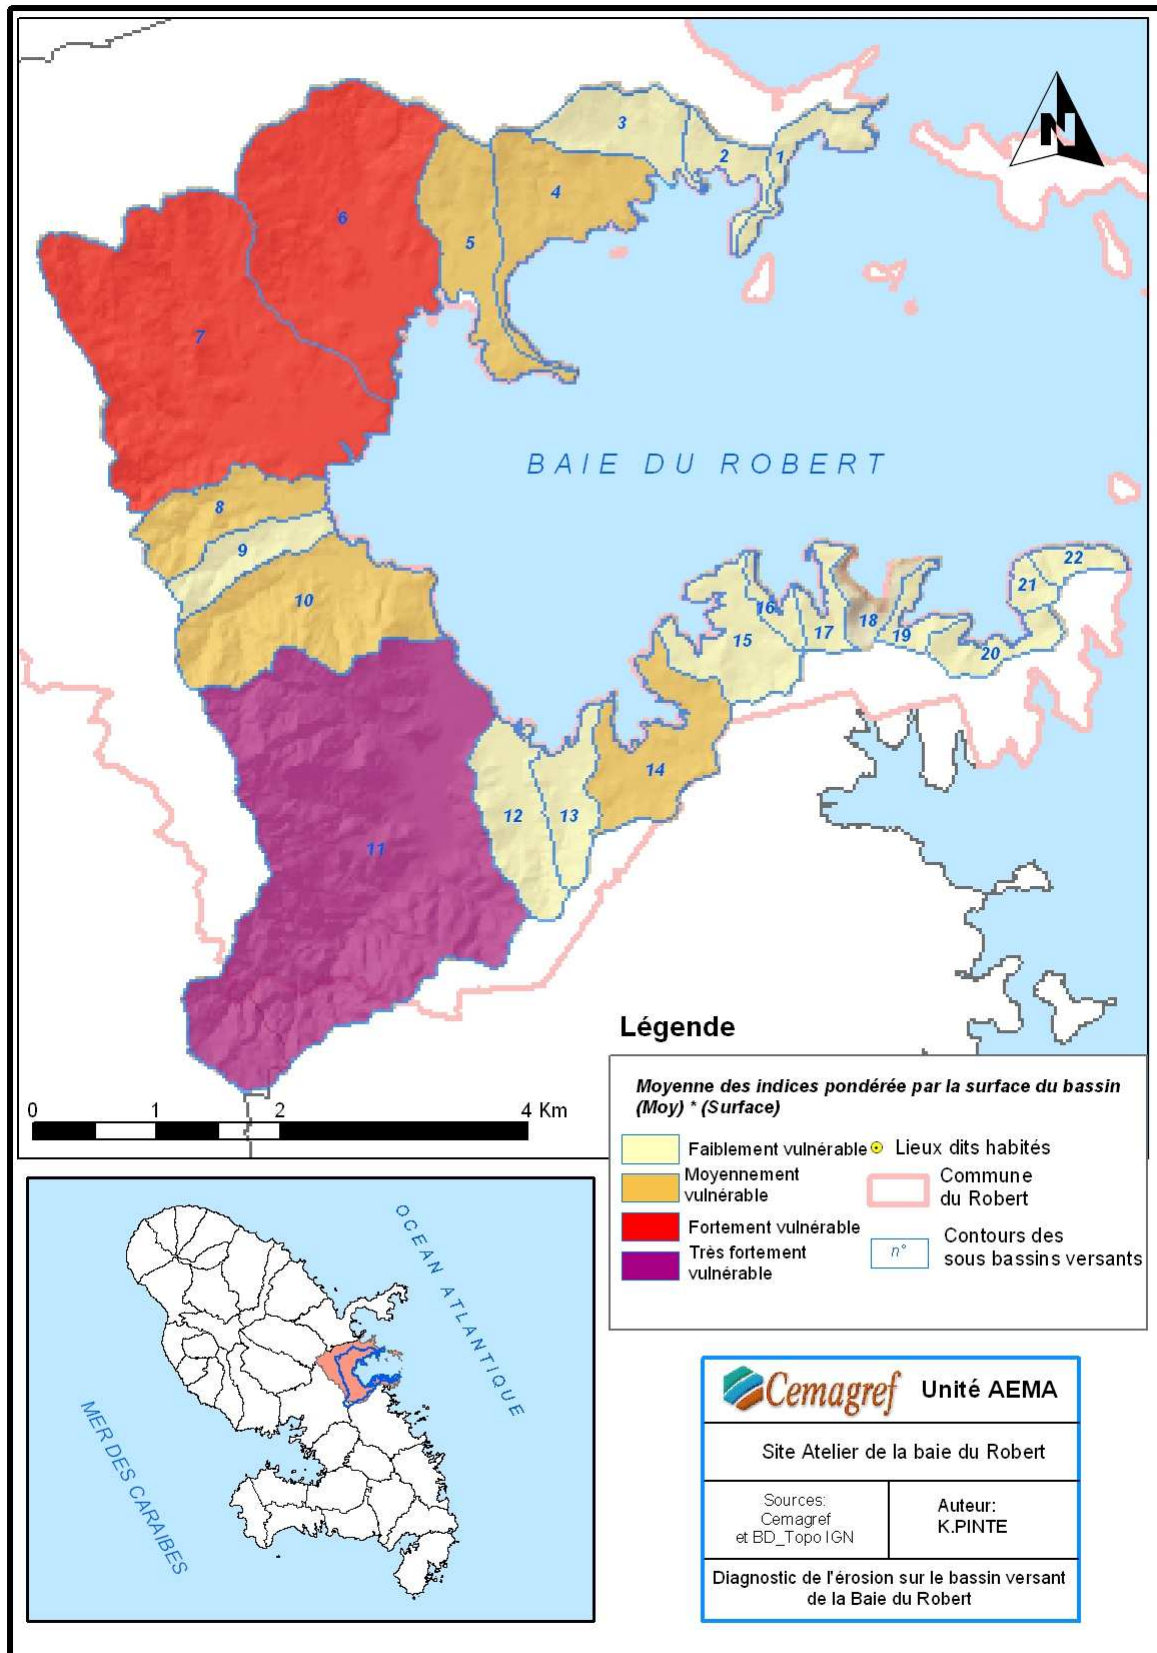 3
2
1
N
4
6
5
7
BAIE DU ROBERT
8
9
10
22
21
16
15
17
18
19
20
14
12
13
11
Légende
Moyenne des indices pondérée par la surface du bassin
(Moy) * (Surface)
Faiblement vulnérable
Moyennement
vulnérable
Fortement vulnérable
Très fortement
vulnérable
Lieux dits habités
Commune
du Robert
n°
Contours des
sous bassins versants
0 1 2 4 Km
OCEAN ATLANTIQUE
MER DES CARAIBES
Cemagref Unité AEMA
Site Atelier de la baie du Robert
Sources:
Cemagref
et BD_Topo IGN
Auteur:
K.PINTE
Diagnostic de l'érosion sur le bassin versant
de la Baie du Robert